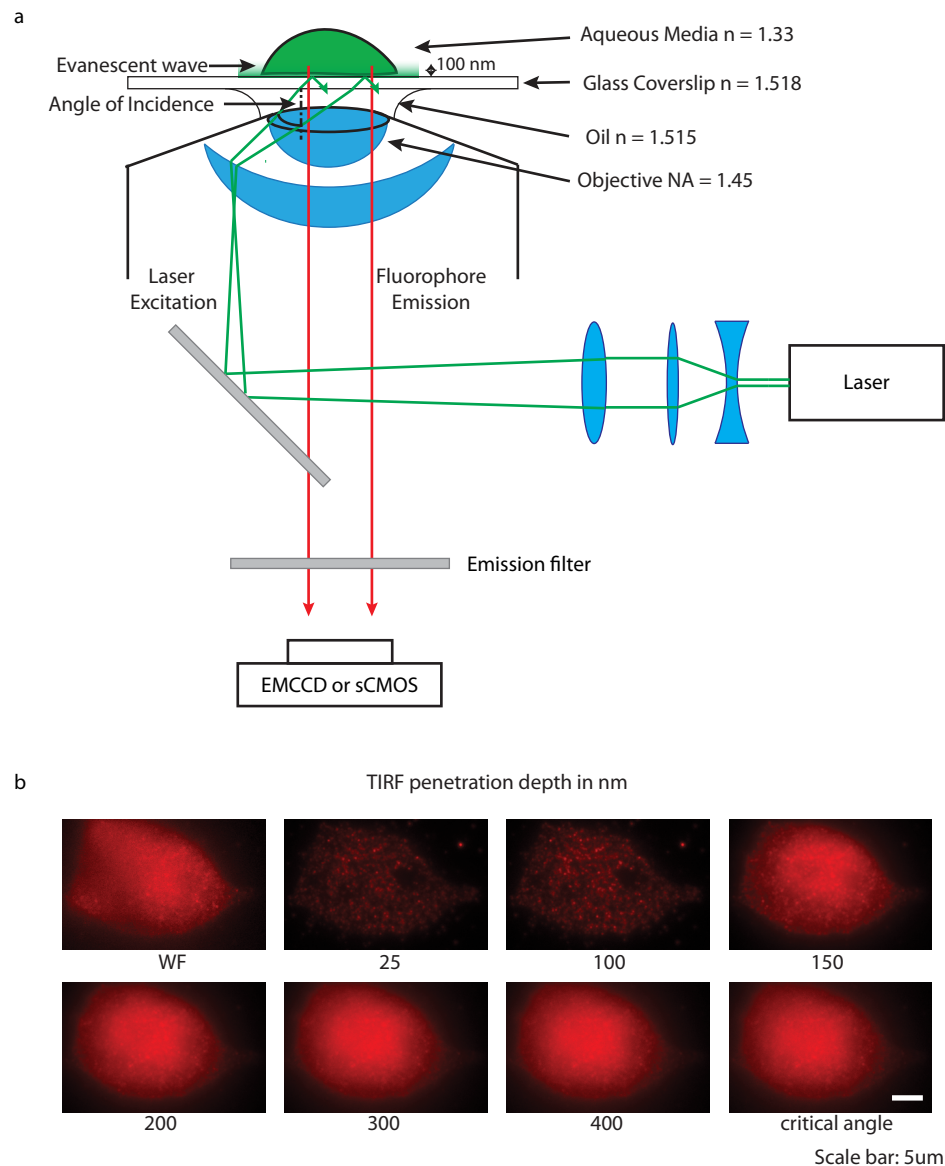 a
Aqueous Media n = 1.33
Evanescent wave
100 nm
Glass Coverslip n = 1.518
Angle of Incidence
Oil n = 1.515
Objective NA = 1.45
Laser
Excitation
Fluorophore
Emission
Laser
Emission filter
EMCCD or sCMOS
b
TIRF penetration depth in nm
WF
25
100
150
200
300
400
critical angle
Scale bar: 5um